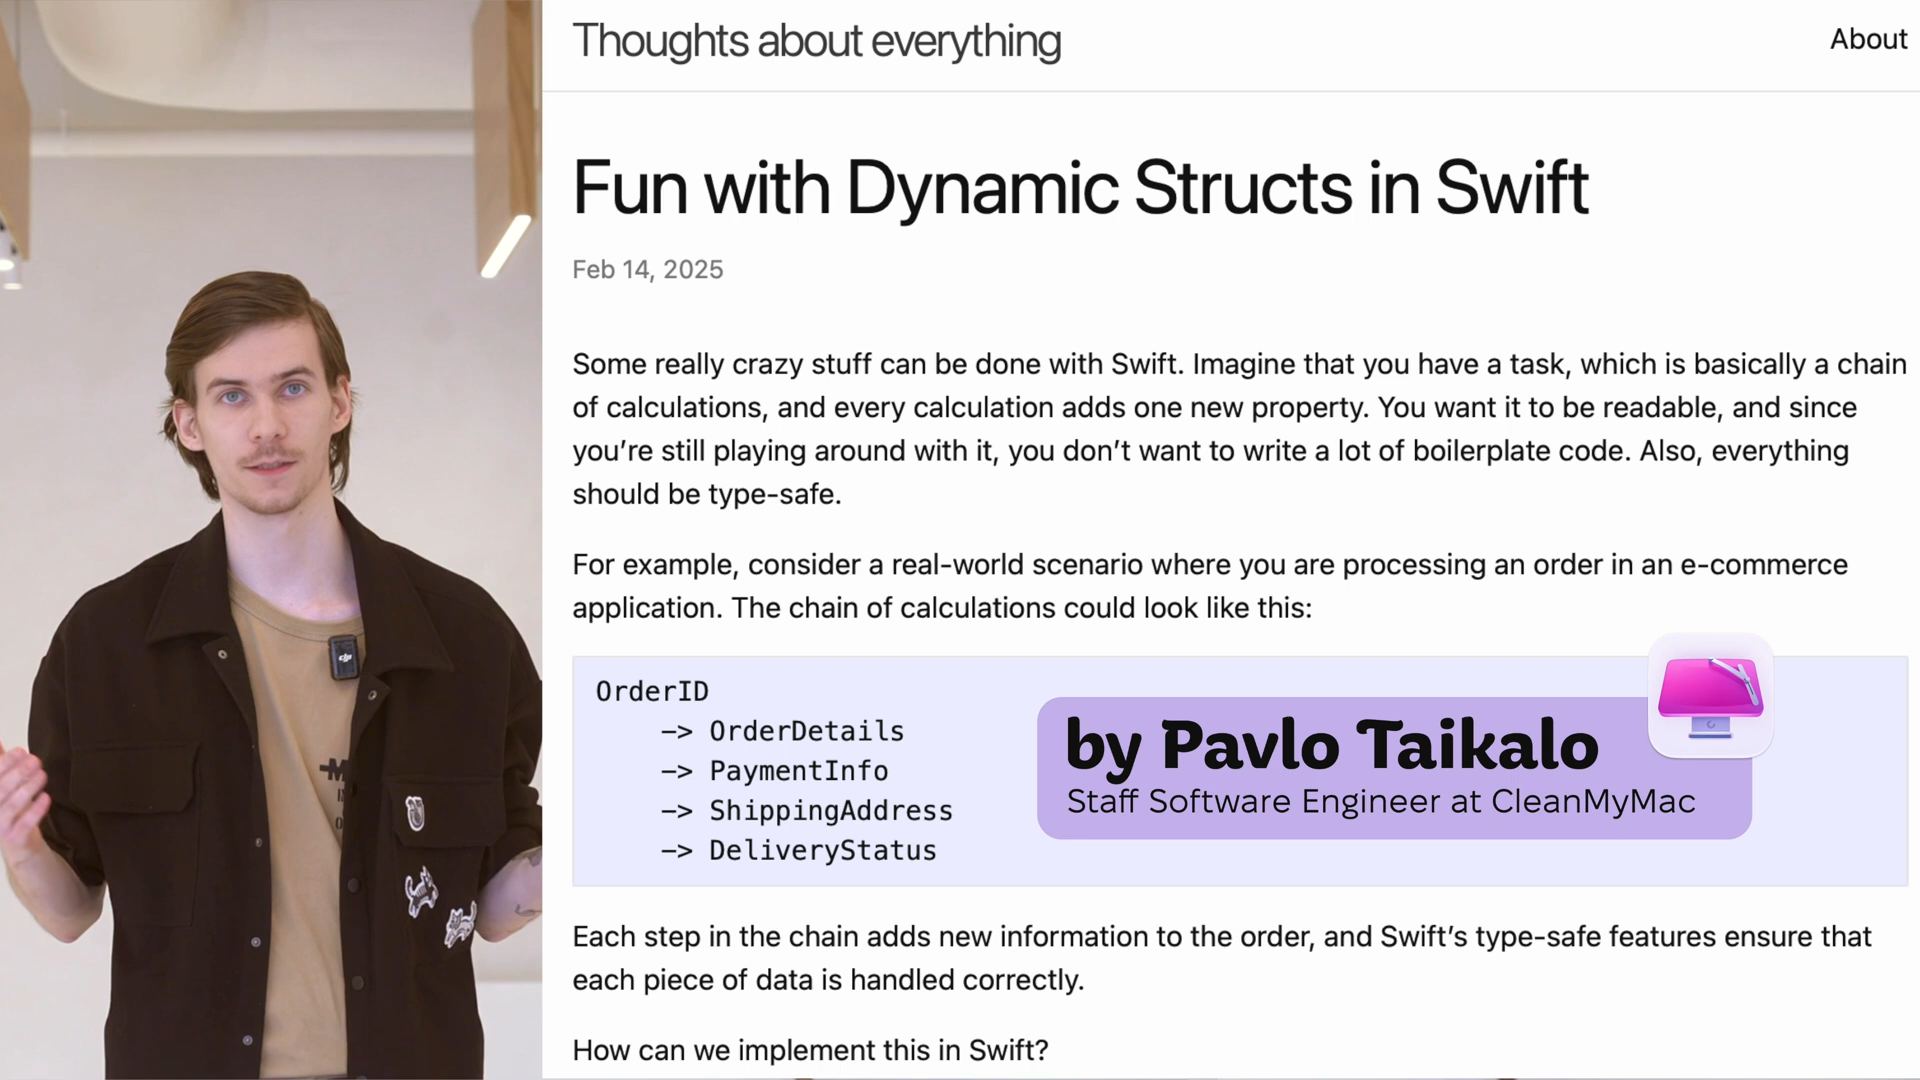 Thoughts about everything
About
Fun with Dynamic Structs in Swift
Feb 14, 2025
Some really crazy stuff can be done with Swift. Imagine that you have a task, which is basically a chain
of calculations, and every calculation adds one new property. You want it to be readable, and since
you’re still playing around with it, you don’t want to write a lot of boilerplate code. Also, everything
should be type-safe.
For example, consider a real-world scenario where you are processing an order in an e-commerce
application. The chain of calculations could look like this:
OrderID
—> OrderDetails
—> PaymentInfo
—> ShippingAddress
—> DeliveryStatus
by Pavlo Taikalo
Staff Software Engineer at CleanMyMac
Each step in the chain adds new information to the order, and Swift’s type-safe features ensure that
each piece of data is handled correctly.
How can we implement this in Swift?
dji